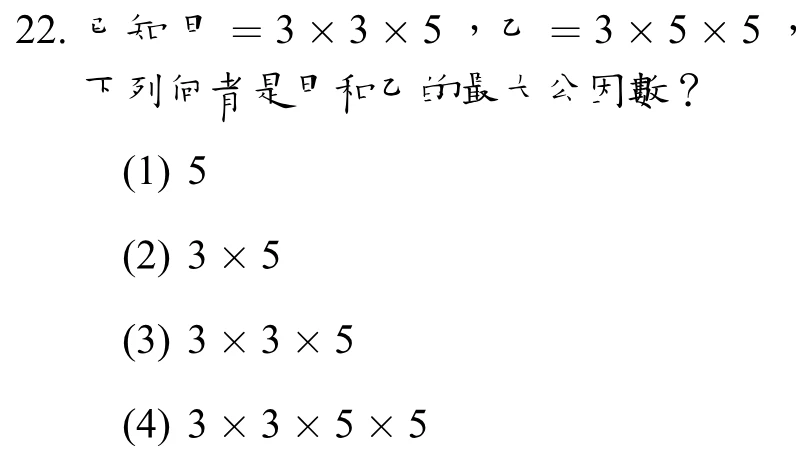 22. 已知甲 = 3 × 3 × 5 ，乙 = 3 × 5 × 5 ，
下列何者是甲和乙的最大公因數？
(1) 5
(2) 3 × 5
(3) 3 × 3 × 5
(4) 3 × 3 × 5 × 5